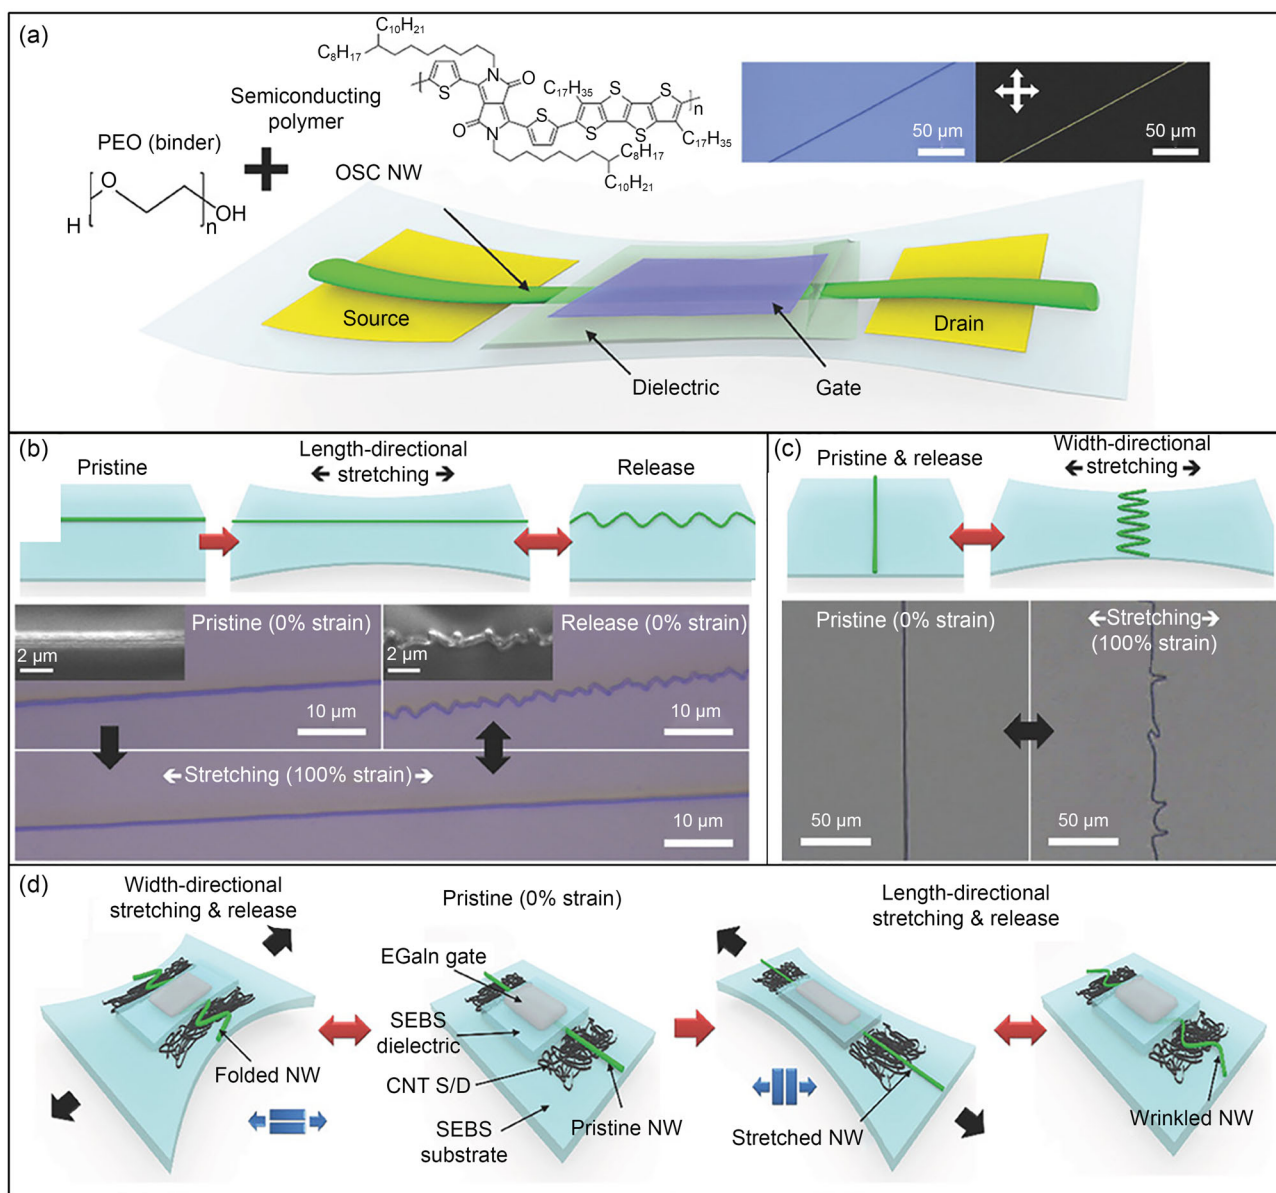 (a)
C10H21
C8H17
N
O
S
S
S
S
C17H35
n
Semiconducting
polymer
PEO (binder)
O
H
n
OH
O
N
S
S
S
C17H35
C8H17
C10H21
50 µm
50 µm
OSC NW
Source
Drain
Dielectric
Gate
(b)
Pristine
Length-directional
stretching
Release
Pristine (0% strain)
2 µm
10 µm
Release (0% strain)
2 µm
10 µm
Stretching (100% strain)
10 µm
(c)
Pristine & release
Width-directional
stretching
Pristine (0% strain)
50 µm
Stretching
(100% strain)
50 µm
(d)
Width-directional
stretching & release
Pristine (0% strain)
Length-directional
stretching & release
EGaIn gate
SEBS
dielectric
CNT S/D
SEBS
substrate
Folded NW
Pristine NW
Stretched NW
Wrinkled NW